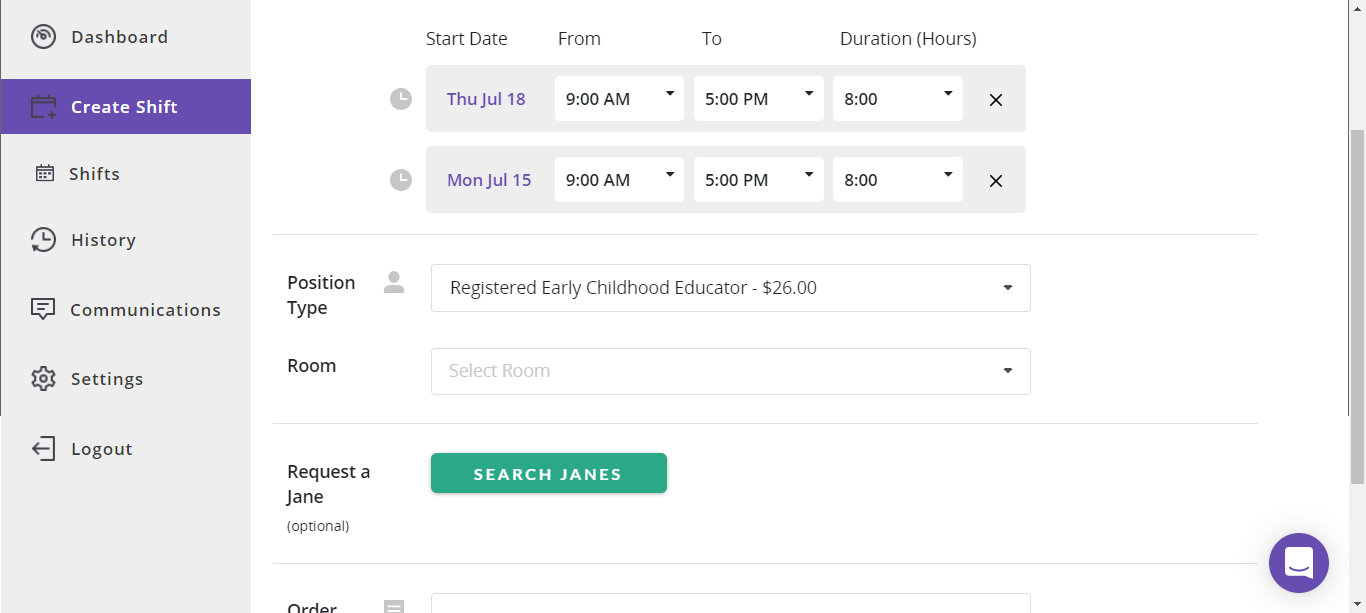 Dashboard
Create Shift
Shifts
History
Communications
Settings
Logout
Start Date From To Duration (Hours)
Thu Jul 18 9:00 AM 5:00 PM 8:00
Mon Jul 15 9:00 AM 5:00 PM 8:00
Position
Type
Registered Early Childhood Educator - $26.00
Room
Select Room
Request a
Jane
(optional)
SEARCH JANES
Order